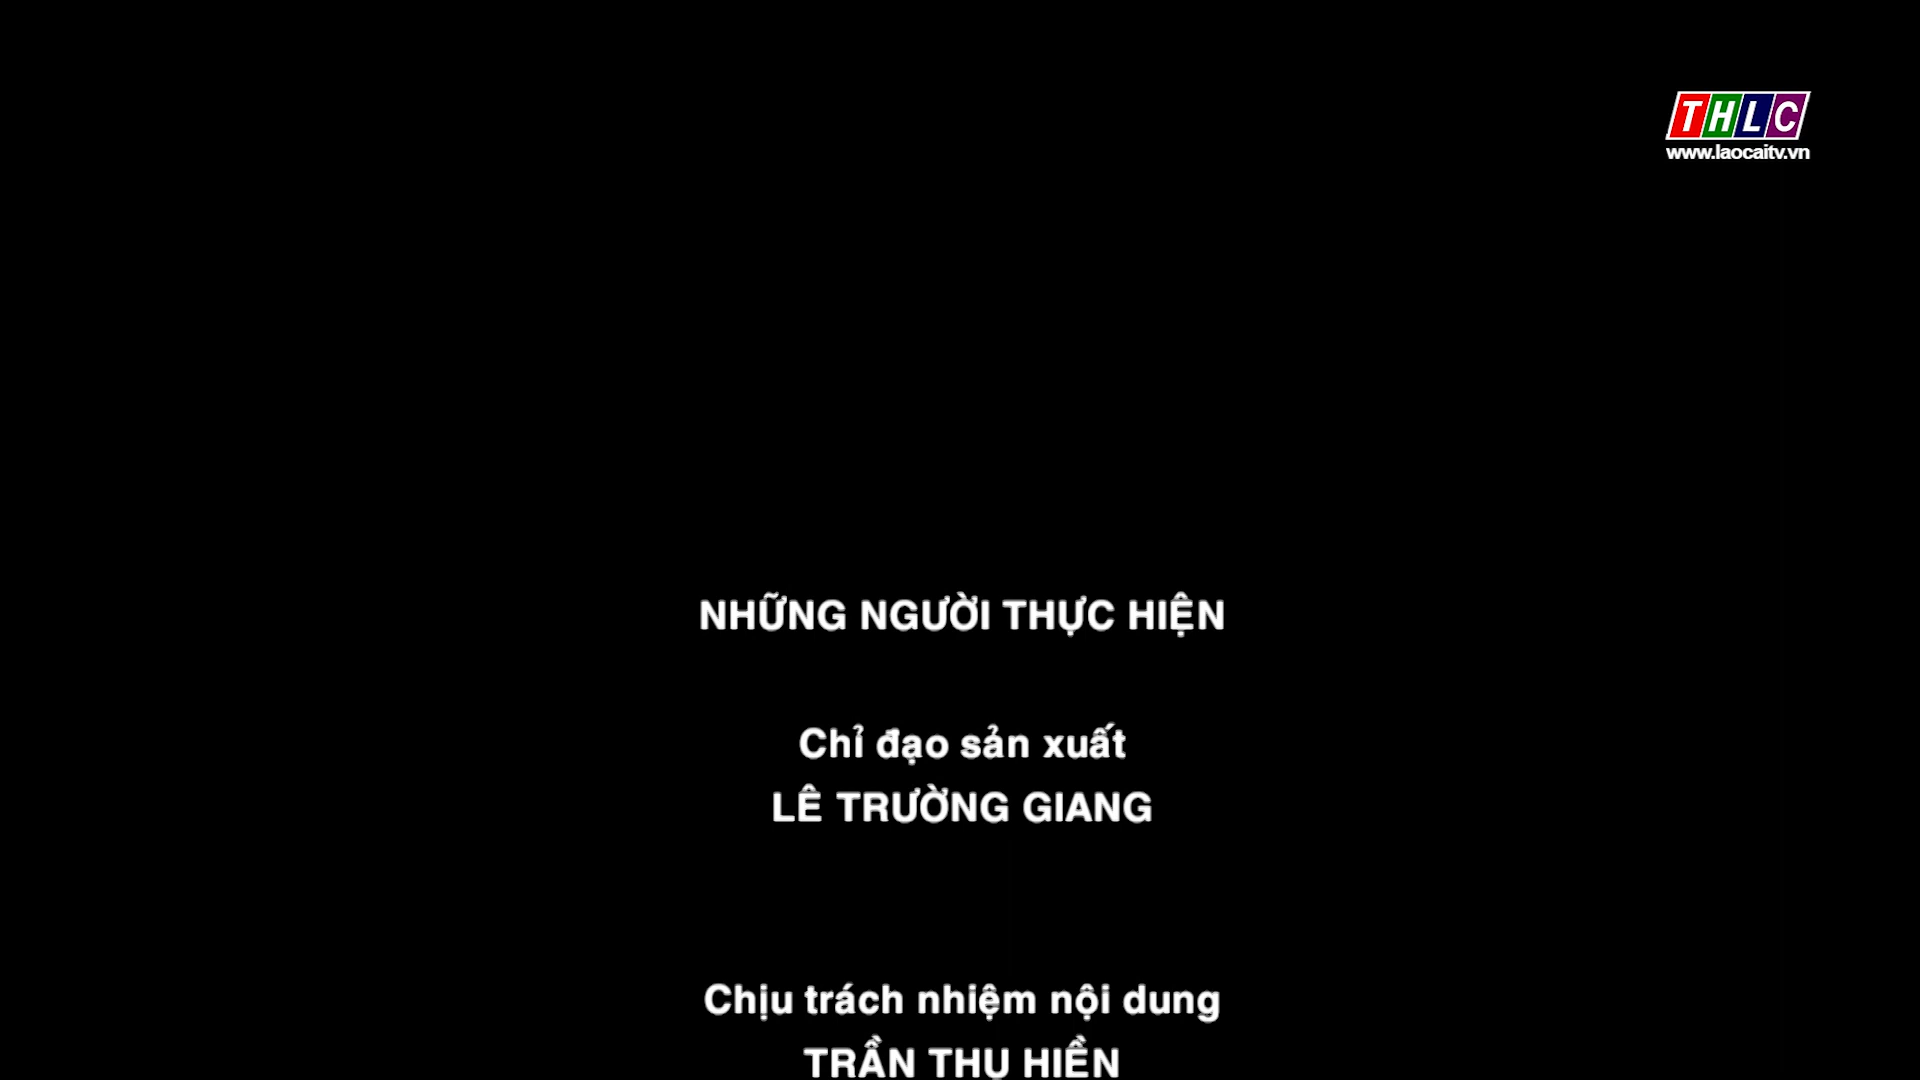 THLC
www.laocaitv.vn
NHỮNG NGƯỜI THỰC HIỆN
Chỉ đạo sản xuất
LÊ TRƯỜNG GIANG
Chịu trách nhiệm nội dung
TRẦN THU HIỀN